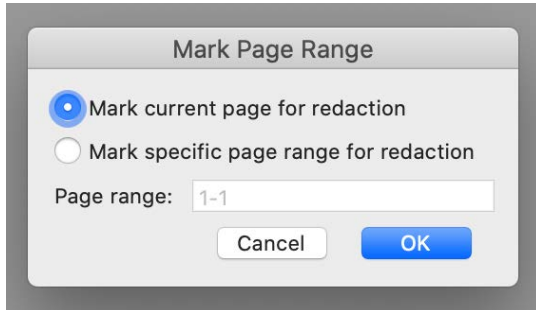 Mark Page Range
Mark current page for redaction
Mark specific page range for redaction
Page range: 1-1
Cancel OK